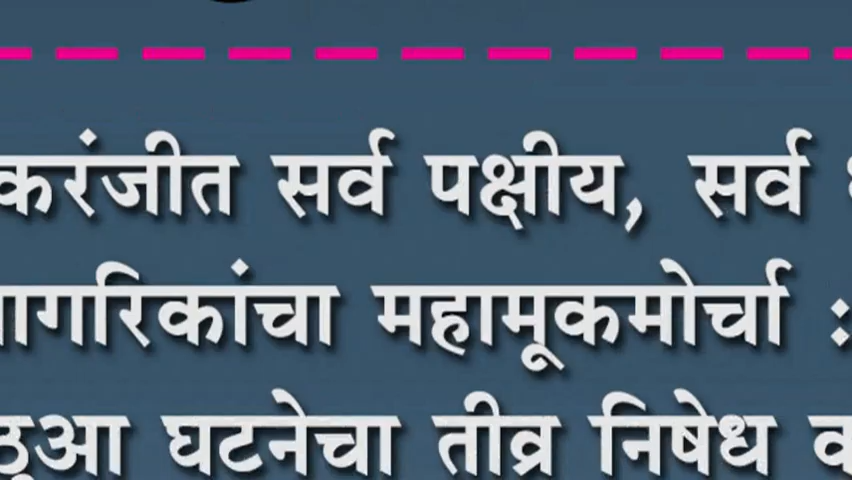 करंजीत सर्व पक्षीय, सर्व
नागरिकांचा महामूकमोर्चा :
घटनेचा तीव्र निषेध